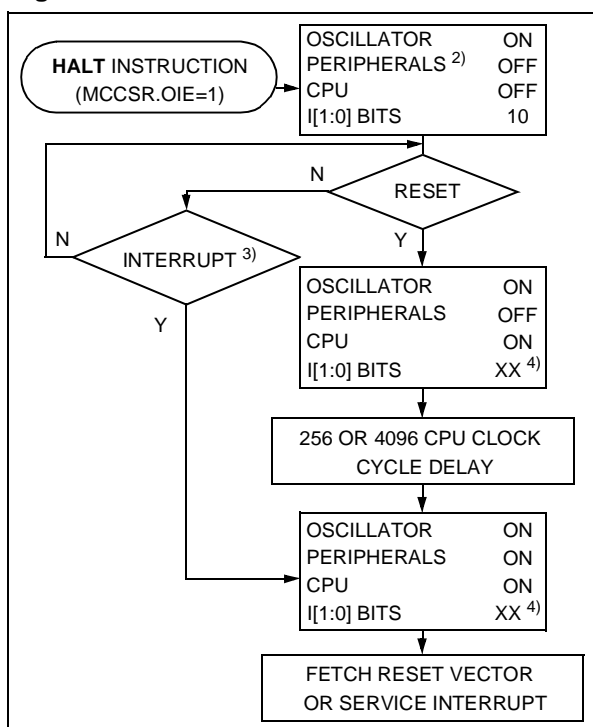 HALT INSTRUCTION
(MCCSR.OIE=1)
OSCILLATOR ON
PERIPHERALS 2) OFF
CPU OFF
I[1:0] BITS 10
RESET
N
Y
INTERRUPT 3)
N
Y
OSCILLATOR ON
PERIPHERALS OFF
CPU ON
I[1:0] BITS XX 4)
256 OR 4096 CPU CLOCK
CYCLE DELAY
OSCILLATOR ON
PERIPHERALS ON
CPU ON
I[1:0] BITS XX 4)
FETCH RESET VECTOR
OR SERVICE INTERRUPT